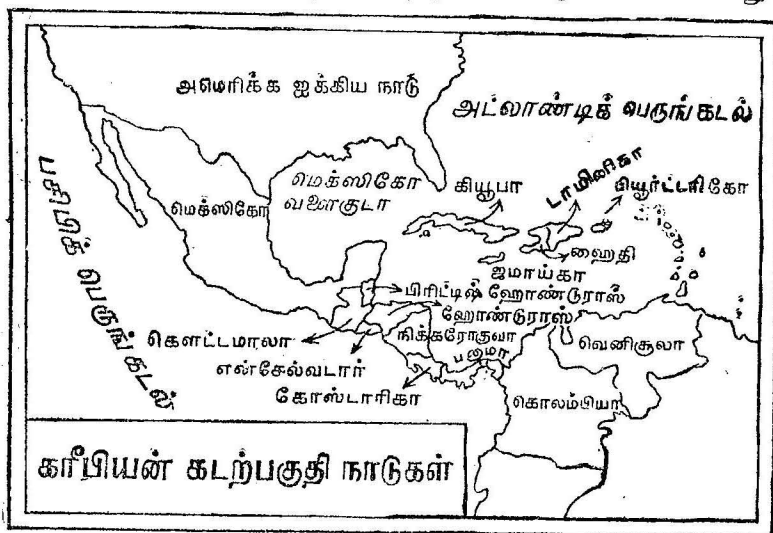 அமெரிக்க ஐக்கிய நாடு
அட்லாண்டிக் பெருங்கடல்
பசிபிக் பெருங்கடல்
மெக்ஸிகோ
மெக்ஸிகோ
வளைகுடா
கியூபா
டாமினிகா
பியூர்ட்டரிகோ
ஹைதி
ஜமாய்கா
பிரிட்டிஷ் ஹோண்டுராஸ்
ஹோண்டுராஸ்
நிக்கரோகுவா
பனாமா
கௌட்டமாலா
எஸ்சேல்வடார்
கோஸ்டாரிகா
வெனிசூலா
கொலம்பியா
கரீபியன் கடற்பகுதி நாடுகள்